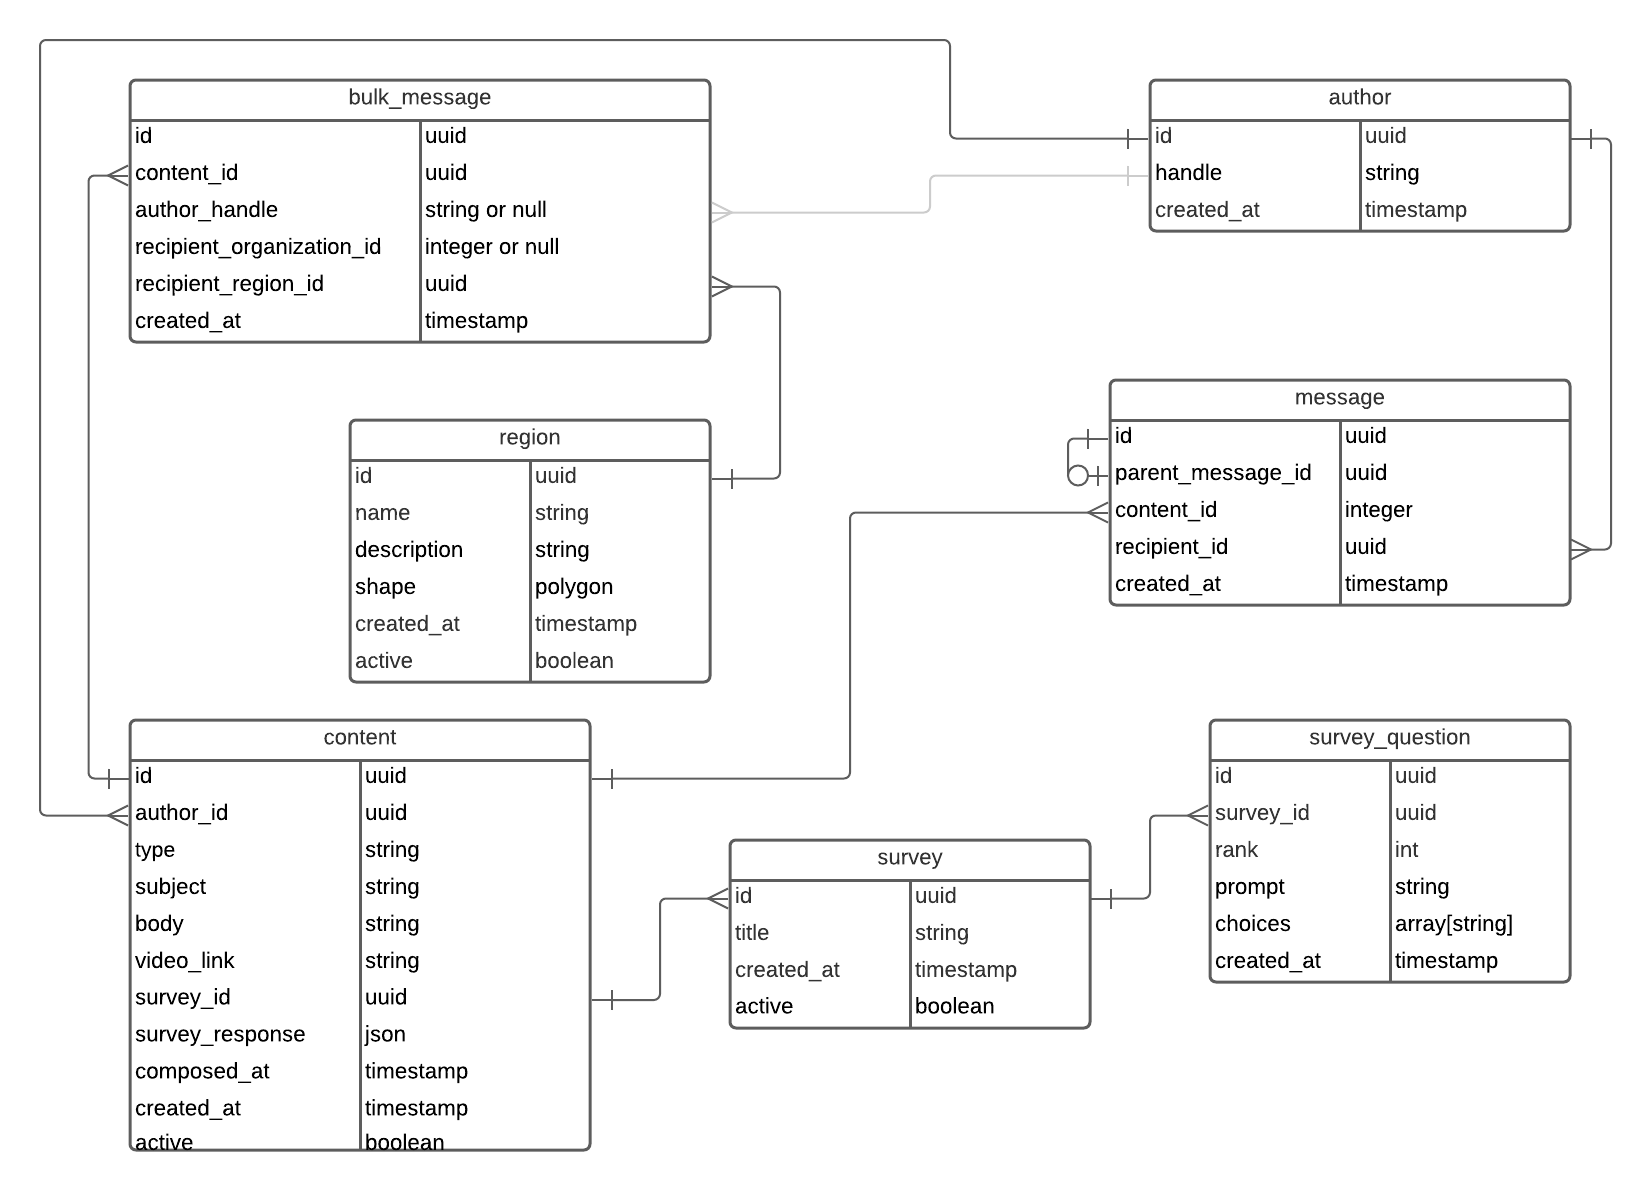 bulk_message
id uuid
content_id uuid
author_handle string or null
recipient_organization_id integer or null
recipient_region_id uuid
created_at timestamp
author
id uuid
handle string
created_at timestamp
message
id uuid
parent_message_id uuid
content_id integer
recipient_id uuid
created_at timestamp
region
id uuid
name string
description string
shape polygon
created_at timestamp
active boolean
content
id uuid
author_id uuid
type string
subject string
body string
video_link string
survey_id uuid
survey_response json
composed_at timestamp
created_at timestamp
active boolean
survey
id uuid
title string
created_at timestamp
active boolean
survey_question
id uuid
survey_id uuid
rank int
prompt string
choices array[string]
created_at timestamp